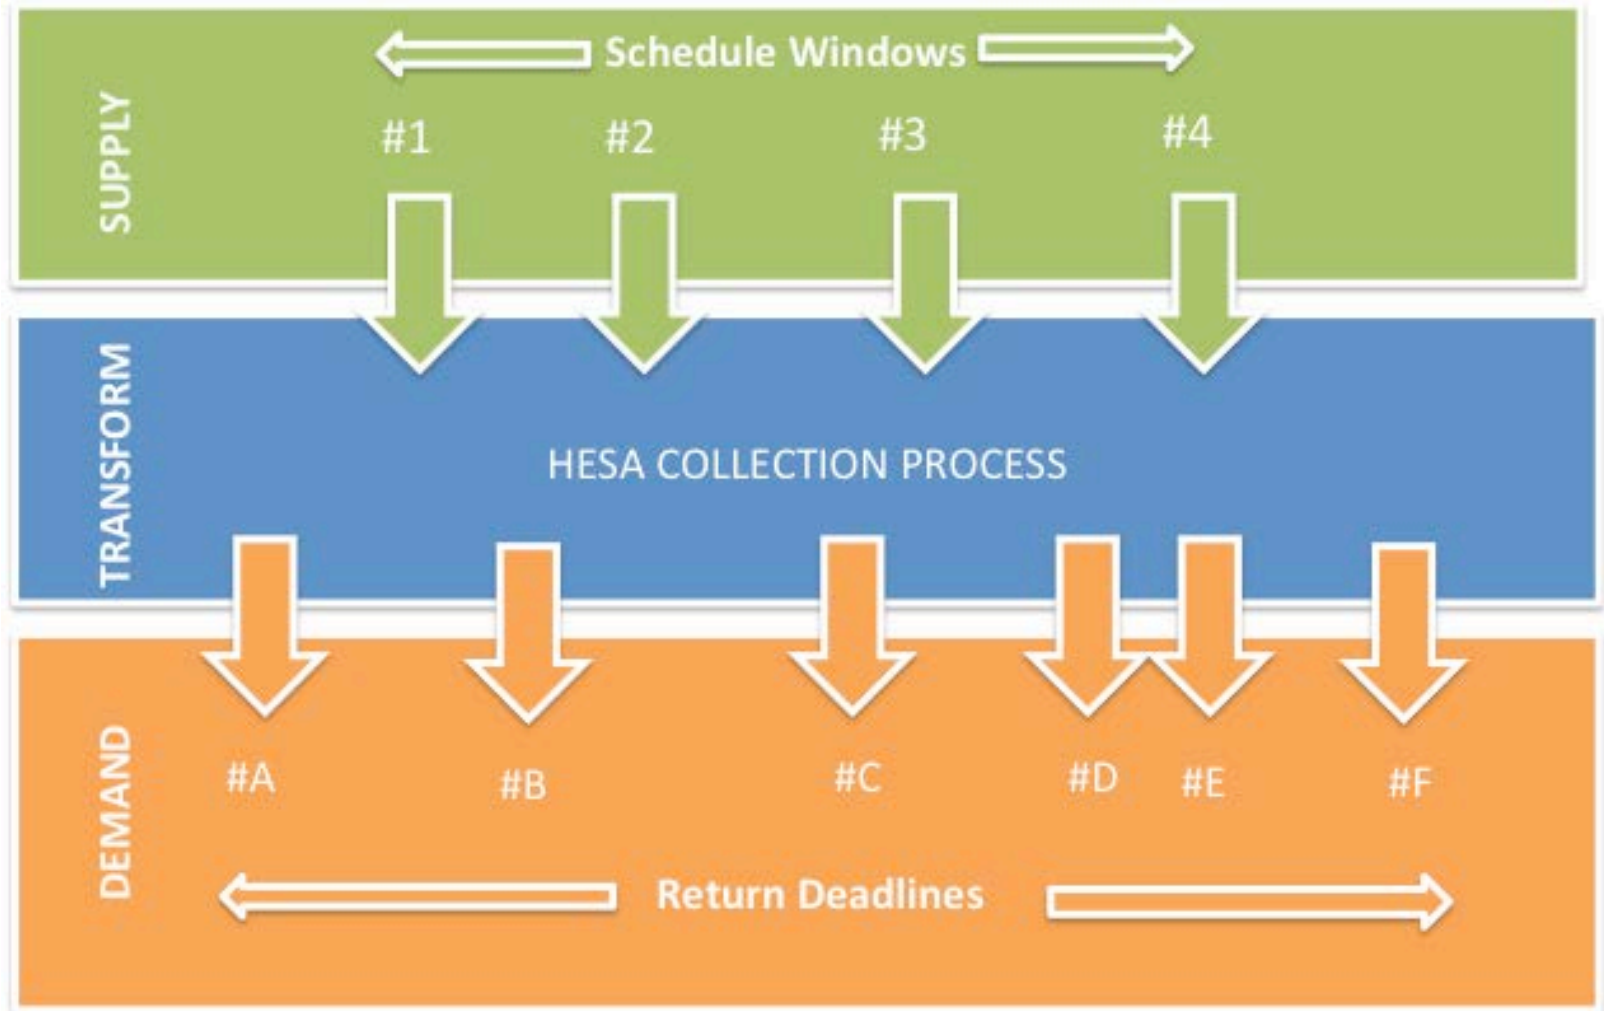 SUPPLY
Schedule Windows
#1 #2 #3 #4
TRANSFORM
HESA COLLECTION PROCESS
DEMAND
#A #B #C #D #E #F
Return Deadlines